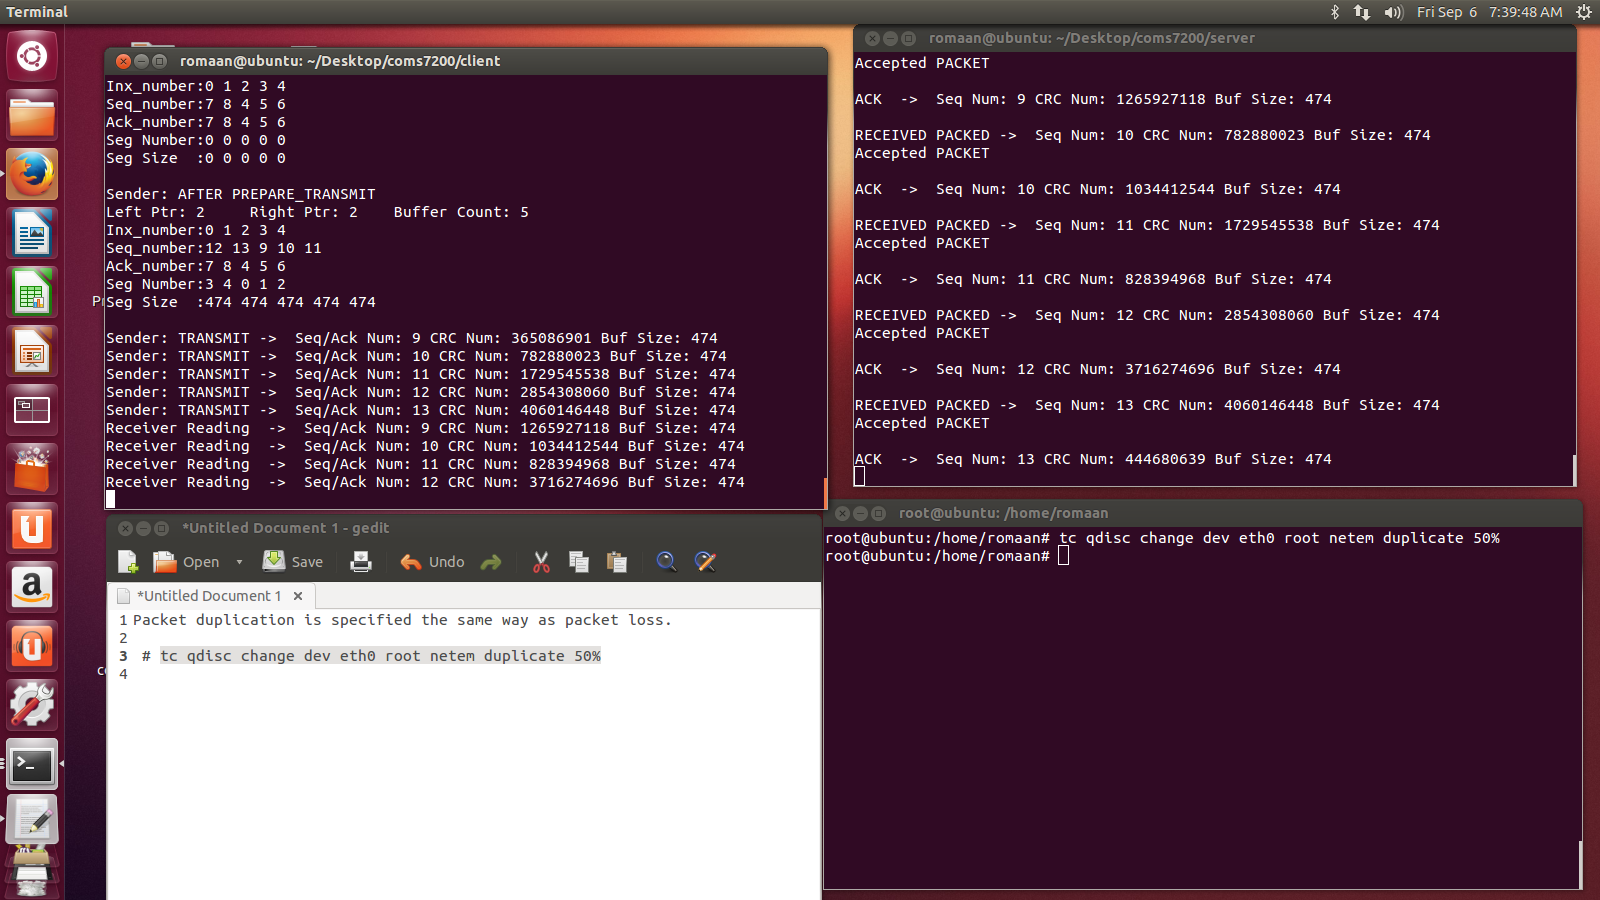 Terminal
Fri Sep 6 7:39:48 AM
romaan@ubuntu: ~/Desktop/coms7200/client
Inx_number:0 1 2 3 4
Seq_number:7 8 4 5 6
Ack_number:7 8 4 5 6
Seg Number:0 0 0 0 0
Seg Size  :0 0 0 0 0
Sender: AFTER PREPARE_TRANSMIT
Left Ptr: 2     Right Ptr: 2    Buffer Count: 5
Inx_number:0 1 2 3 4
Seq_number:12 13 9 10 11
Ack_number:7 8 4 5 6
Seg Number:3 4 0 1 2
Seg Size  :474 474 474 474 474
Sender: TRANSMIT ->  Seq/Ack Num: 9 CRC Num: 365086901 Buf Size: 474
Sender: TRANSMIT ->  Seq/Ack Num: 10 CRC Num: 782880023 Buf Size: 474
Sender: TRANSMIT ->  Seq/Ack Num: 11 CRC Num: 1729545538 Buf Size: 474
Sender: TRANSMIT ->  Seq/Ack Num: 12 CRC Num: 2854308060 Buf Size: 474
Sender: TRANSMIT ->  Seq/Ack Num: 13 CRC Num: 4060146448 Buf Size: 474
Receiver Reading  ->  Seq/Ack Num: 9 CRC Num: 1265927118 Buf Size: 474
Receiver Reading  ->  Seq/Ack Num: 10 CRC Num: 1034412544 Buf Size: 474
Receiver Reading  ->  Seq/Ack Num: 11 CRC Num: 828394968 Buf Size: 474
Receiver Reading  ->  Seq/Ack Num: 12 CRC Num: 3716274696 Buf Size: 474
romaan@ubuntu: ~/Desktop/coms7200/server
Accepted PACKET
ACK  ->  Seq Num: 9 CRC Num: 1265927118 Buf Size: 474
RECEIVED PACKED ->  Seq Num: 10 CRC Num: 782880023 Buf Size: 474
Accepted PACKET
ACK  ->  Seq Num: 10 CRC Num: 1034412544 Buf Size: 474
RECEIVED PACKED ->  Seq Num: 11 CRC Num: 1729545538 Buf Size: 474
Accepted PACKET
ACK  ->  Seq Num: 11 CRC Num: 828394968 Buf Size: 474
RECEIVED PACKED ->  Seq Num: 12 CRC Num: 2854308060 Buf Size: 474
Accepted PACKET
ACK  ->  Seq Num: 12 CRC Num: 3716274696 Buf Size: 474
RECEIVED PACKED ->  Seq Num: 13 CRC Num: 4060146448 Buf Size: 474
Accepted PACKET
ACK  ->  Seq Num: 13 CRC Num: 444680639 Buf Size: 474
*Untitled Document 1 - gedit
Open Save Undo
*Untitled Document 1
1 Packet duplication is specified the same way as packet loss.
2
3  # tc qdisc change dev eth0 root netem duplicate 50%
4
root@ubuntu: /home/romaan
root@ubuntu:/home/romaan# tc qdisc change dev eth0 root netem duplicate 50%
root@ubuntu:/home/romaan#